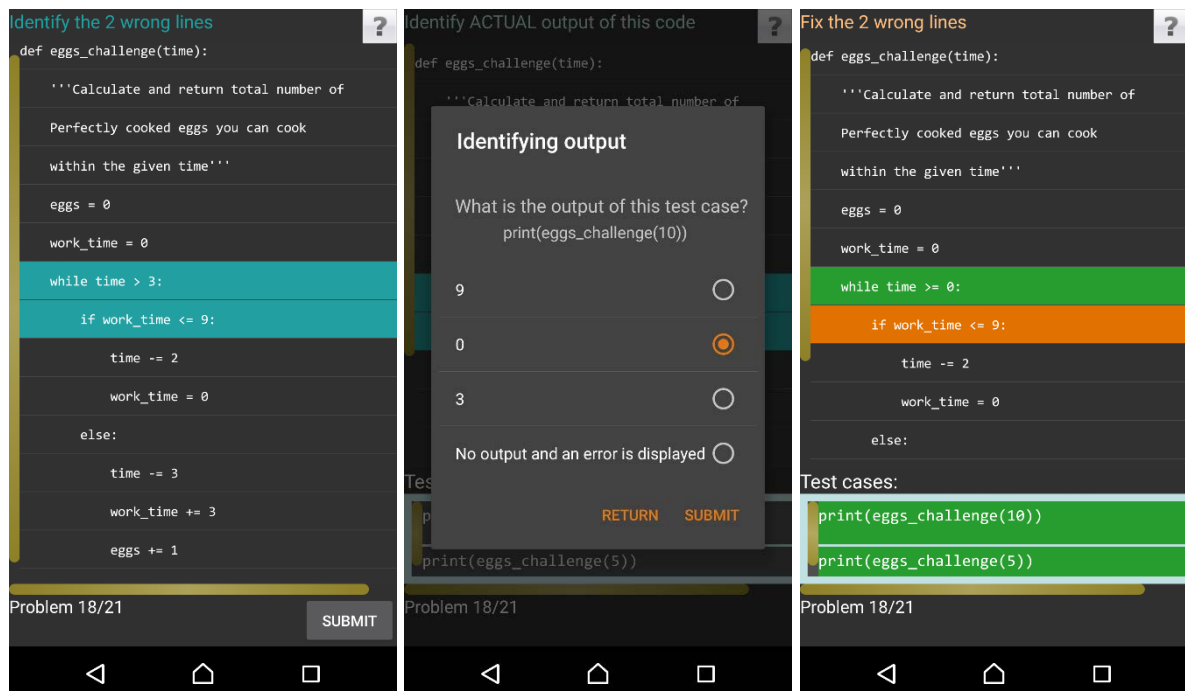 Identify the 2 wrong lines
?
def eggs_challenge(time):
'''Calculate and return total number of
Perfectly cooked eggs you can cook
within the given time'''
eggs = 0
work_time = 0
while time > 3:
if work_time <= 9:
time -= 2
work_time = 0
else:
time -= 3
work_time += 3
eggs += 1
Problem 18/21
SUBMIT
Identify ACTUAL output of this code
?
def eggs_challenge(time):
'''Calculate and return total number of
Identifying output
What is the output of this test case?
print(eggs_challenge(10))
9
0
3
No output and an error is displayed
RETURN SUBMIT
Tes
p
print(eggs_challenge(5))
Problem 18/21
Fix the 2 wrong lines
?
def eggs_challenge(time):
'''Calculate and return total number of
Perfectly cooked eggs you can cook
within the given time'''
eggs = 0
work_time = 0
while time >= 0:
if work_time <= 9:
time -= 2
work_time = 0
else:
Test cases:
print(eggs_challenge(10))
print(eggs_challenge(5))
Problem 18/21